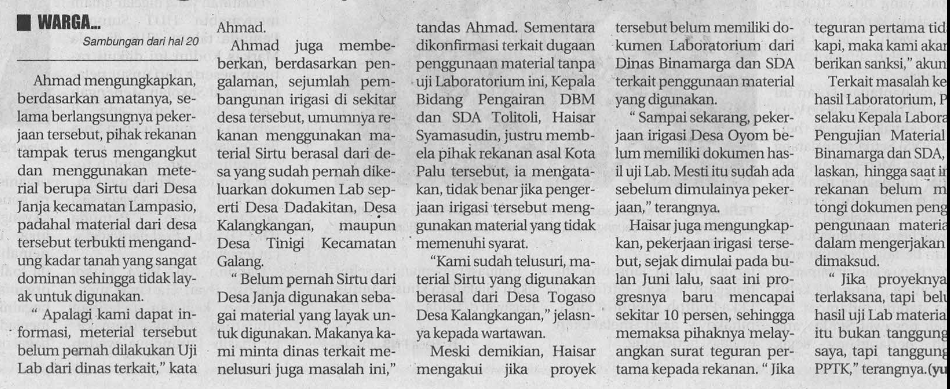 WARGA...
Sambungan dari hal 20
Ahmad mengungkapkan,
berdasarkan amatanya, se-
lama berlangsungnya peker-
jaan tersebut, pihak rekanan
tampak terus mengangkut
dan menggunakan mete-
rial berupa Sirtu dari Desa
Janja kecamatan Lampasio,
padahal material dari desa
tersebut terbukti mengand-
ung kadar tanah yang sangat
dominan sehingga tidak lay-
ak untuk digunakan.
“ Apalagi kami dapat in-
formasi, meterial tersebut
belum pernah dilakukan Uji
Lab dari dinas terkait,” kata
Ahmad.
Ahmad juga membe-
berkan, berdasarkan pen-
galaman, sejumlah pem-
bangunan irigasi di sekitar
desa tersebut, umumnya re-
kanan menggunakan ma-
terial Sirtu berasal dari de-
sa yang sudah pernah dike-
luarkan dokumen Lab sep-
erti Desa Dadakitan, Desa
Kalangkangan, maupun
Desa Tinigi Kecamatan
Galang.
“ Belum pernah Sirtu dari
Desa Janja digunakan seba-
gai material yang layak un-
tuk digunakan. Makanya ka-
mi minta dinas terkait me-
nelusuri juga masalah ini,”
tandas Ahmad. Sementara
dikonfirmasi terkait dugaan
penggunaan material tanpa
uji Laboratorium ini, Kepala
Bidang Pengairan DBM
dan SDA Tolitoli, Haisar
Syamasudin, justru memb-
ela pihak rekanan asal Kota
Palu tersebut, ia mengata-
kan, tidak benar jika penger-
jaan irigasi tersebut meng-
gunakan material yang tidak
memenuhi syarat.
“Kami sudah telusuri, ma-
terial Sirtu yang digunakan
berasal dari Desa Togaso
Desa Kalangkangan,” jelasn-
ya kepada wartawan.
Meski demikian, Haisar
mengakui jika proyek
tersebut belum memiliki do-
kumen Laboratorium dari
Dinas Binamarga dan SDA
terkait penggunaan material
yang digunakan.
“ Sampai sekarang, peker-
jaan irigasi Desa Oyom be-
lum memiliki dokumen has-
il uji Lab. Mesti itu sudah ada
sebelum dimulainya peker-
jaan,” terangnya.
Haisar juga mengungkap-
kan, pekerjaan irigasi terse-
but, sejak dimulai pada bu-
lan Juni lalu, saat ini pro-
gresnya baru mencapai
sekitar 10 persen, sehingga
memaksa pihaknya melay-
angkan surat teguran per-
tama kepada rekanan. “ Jika
teguran pertama tid
kapi, maka kami akan
berikan sanksi,” akun
Terkait masalah ke
hasil Laboratorium, P
selaku Kepala Labora
Pengujian Material
Binamarga dan SDA,
laskan, hingga saat in
rekanan belum m
tongi dokumen peng
pengunaan materia
dalam mengerjakan
dimaksud.
“ Jika proyeknya
terlaksana, tapi belu
hasil uji Lab materia
itu bukan tanggung
saya, tapi tanggung
PPTK,” terangnya.(yu